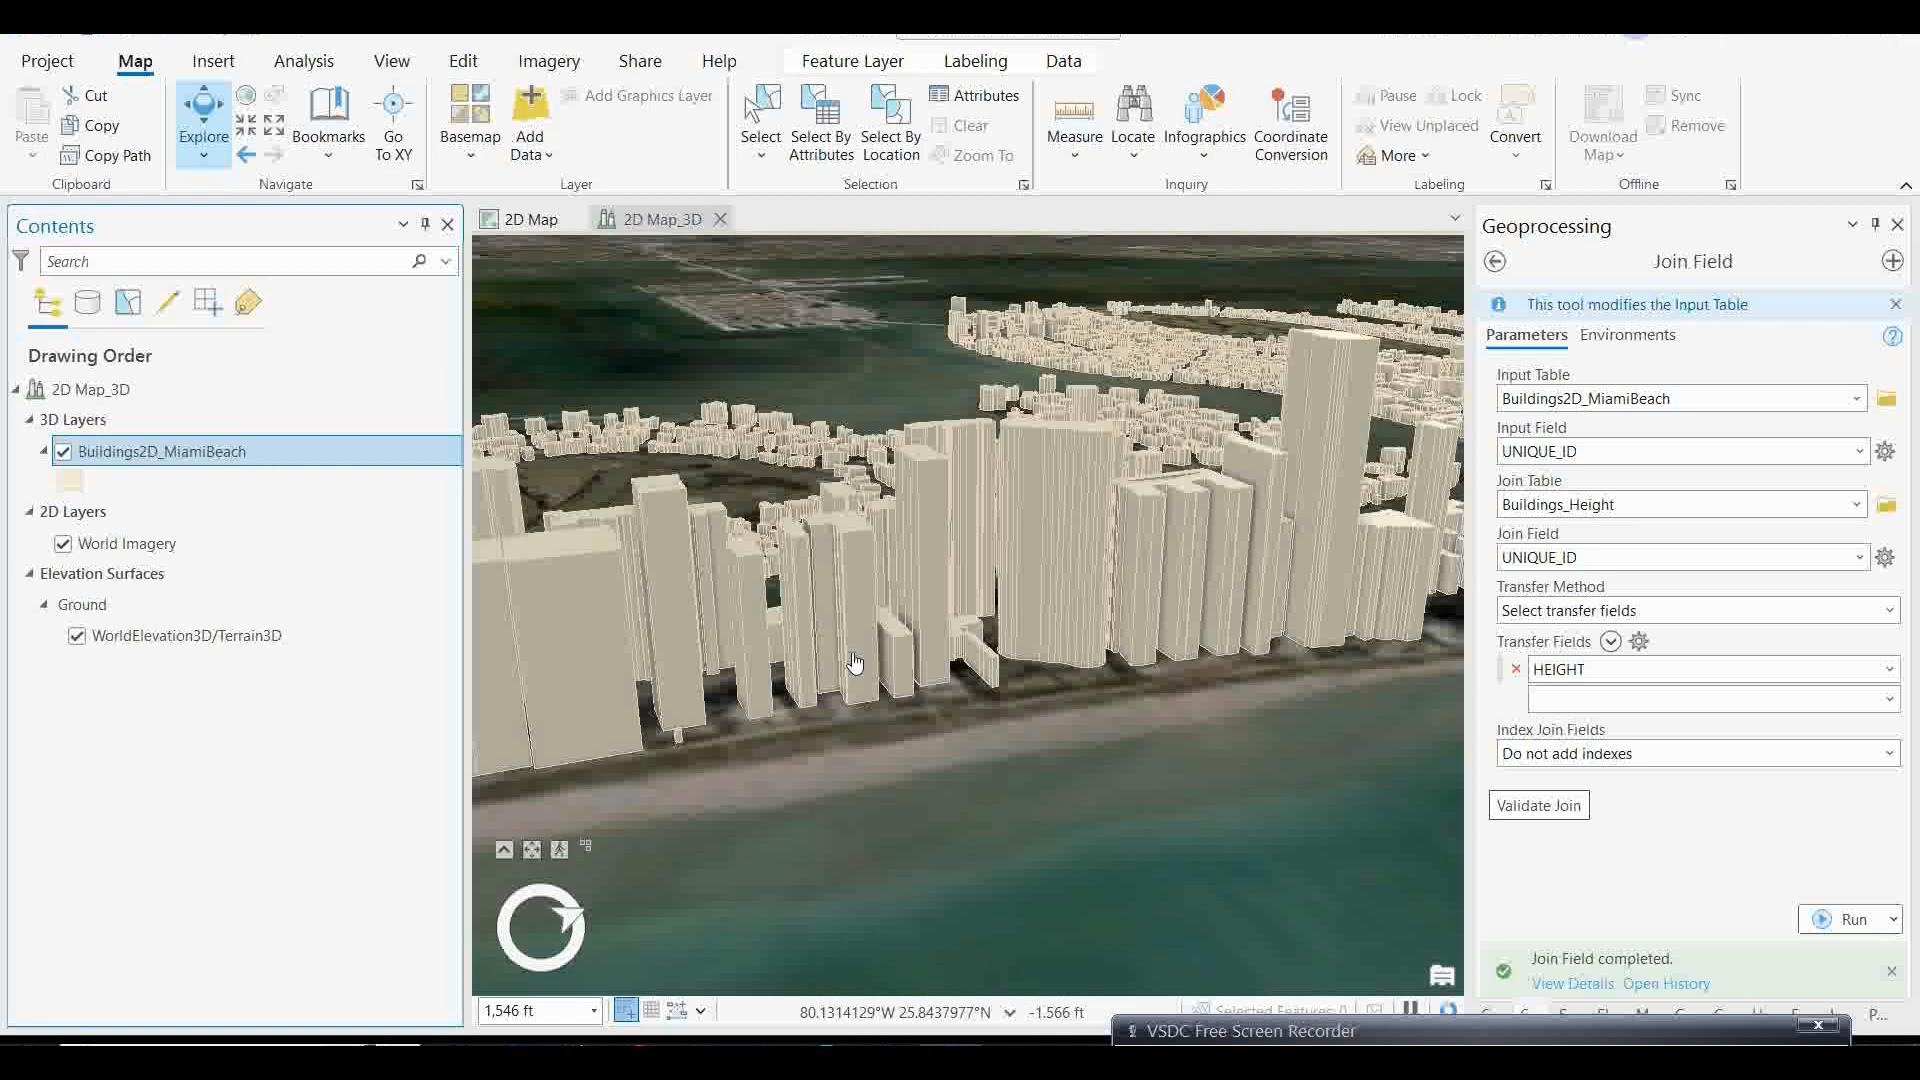 Project Map Insert Analysis View Edit Imagery Share Help Feature Layer Labeling Data
Paste
Cut
Copy
Copy Path
Clipboard
Explore
Bookmarks
Go
To XY
Navigate
Basemap
Add
Data
Add Graphics Layer
Layer
Select
Select By
Attributes
Select By
Location
Attributes
Clear
Zoom To
Selection
Measure
Locate
Infographics
Coordinate
Conversion
Inquiry
Pause
Lock
View Unplaced
More
Convert
Labeling
Download
Map
Sync
Remove
Offline
Contents
Search
Drawing Order
2D Map_3D
3D Layers
Buildings2D_MiamiBeach
2D Layers
World Imagery
Elevation Surfaces
Ground
WorldElevation3D/Terrain3D
2D Map
2D Map_3D
1,546 ft
80.1314129°W 25.8437977°N
-1.566 ft
Selected Features: 0
Geoprocessing
Join Field
This tool modifies the Input Table
Parameters Environments
Input Table
Buildings2D_MiamiBeach
Input Field
UNIQUE_ID
Join Table
Buildings_Height
Join Field
UNIQUE_ID
Transfer Method
Select transfer fields
Transfer Fields
HEIGHT
Index Join Fields
Do not add indexes
Validate Join
Run
Join Field completed.
View Details Open History
P...
VSDC Free Screen Recorder